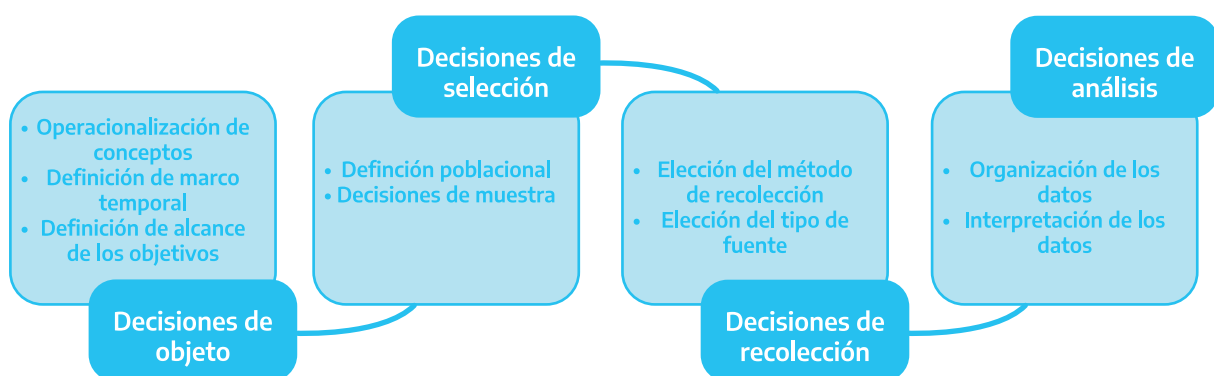 • Operacionalización de
conceptos
• Definición de marco
temporal
• Definición de alcance
de los objetivos
Decisiones de
objeto
Decisiones de
selección
• Definción poblacional
• Decisiones de muestra
• Elección del método
de recolección
• Elección del tipo de
fuente
Decisiones de
recolección
Decisiones de
análisis
• Organización de los
datos
• Interpretación de los
datos